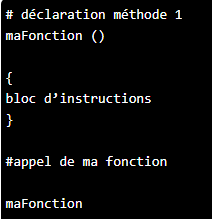 # déclaration méthode 1
maFonction ()
{
bloc d’instructions
}
#appel de ma fonction
maFonction